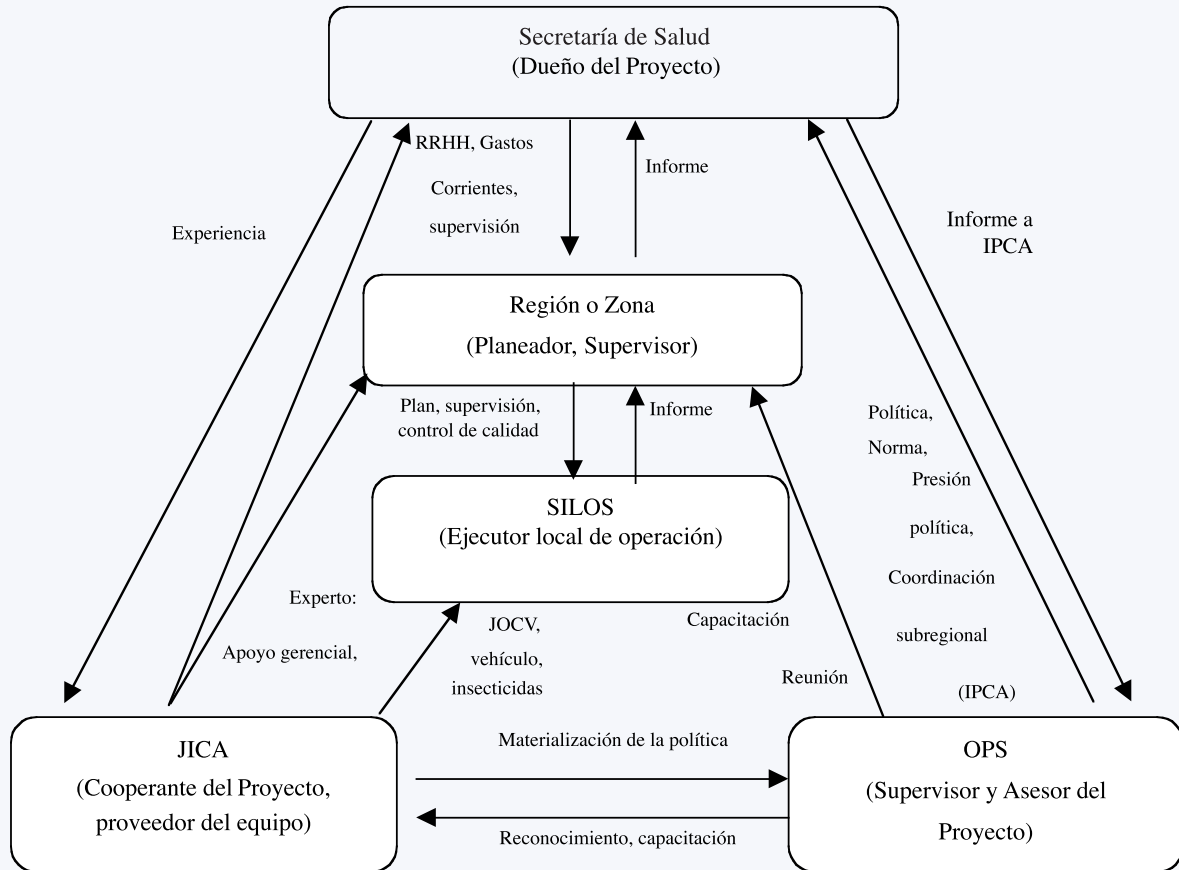 Secretaría de Salud
(Dueño del Proyecto)
RRHH, Gastos
Corrientes,
supervisión
Informe
Experiencia
Informe a
IPCA
Región o Zona
(Planeador, Supervisor)
Plan, supervisión,
control de calidad
Informe
Política,
Norma,
Presión
política,
Coordinación
subregional
(IPCA)
SILOS
(Ejecutor local de operación)
Experto:
Apoyo gerencial,
JOCV,
vehículo,
insecticidas
Capacitación
Reunión
JICA
(Cooperante del Proyecto,
proveedor del equipo)
Materialización de la política
Reconocimiento, capacitación
OPS
(Supervisor y Asesor del
Proyecto)